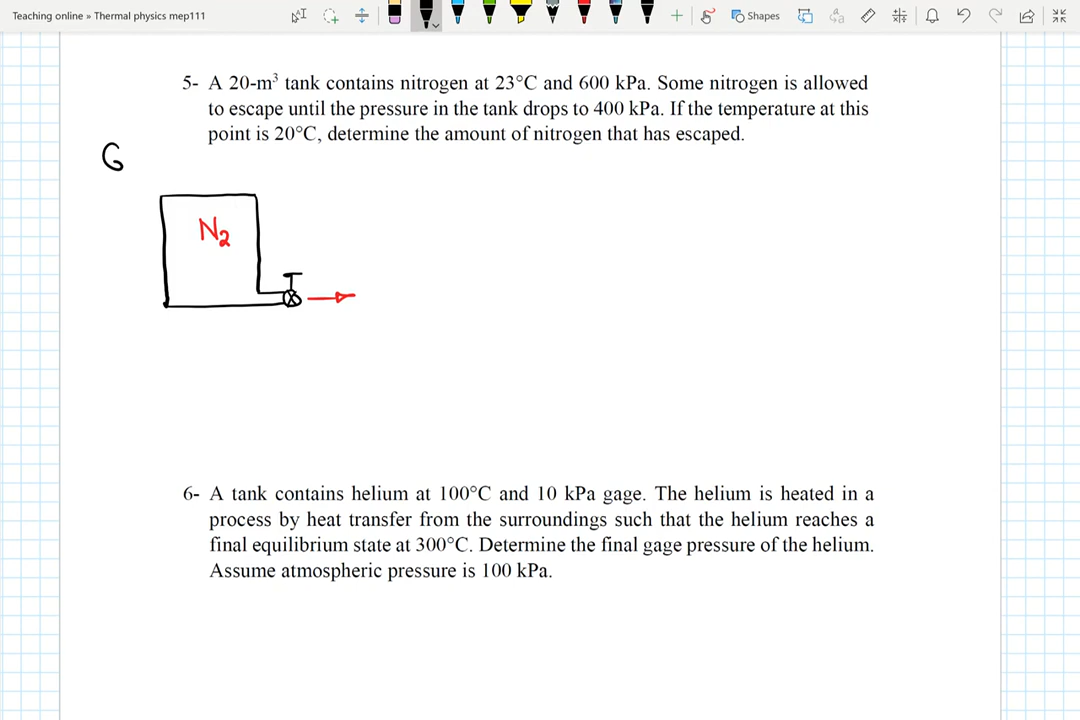 Teaching online » Thermal physics mep111
Shapes
5- A 20-m³ tank contains nitrogen at 23°C and 600 kPa. Some nitrogen is allowed
to escape until the pressure in the tank drops to 400 kPa. If the temperature at this
point is 20°C, determine the amount of nitrogen that has escaped.
G
N₂
6- A tank contains helium at 100°C and 10 kPa gage. The helium is heated in a
process by heat transfer from the surroundings such that the helium reaches a
final equilibrium state at 300°C. Determine the final gage pressure of the helium.
Assume atmospheric pressure is 100 kPa.